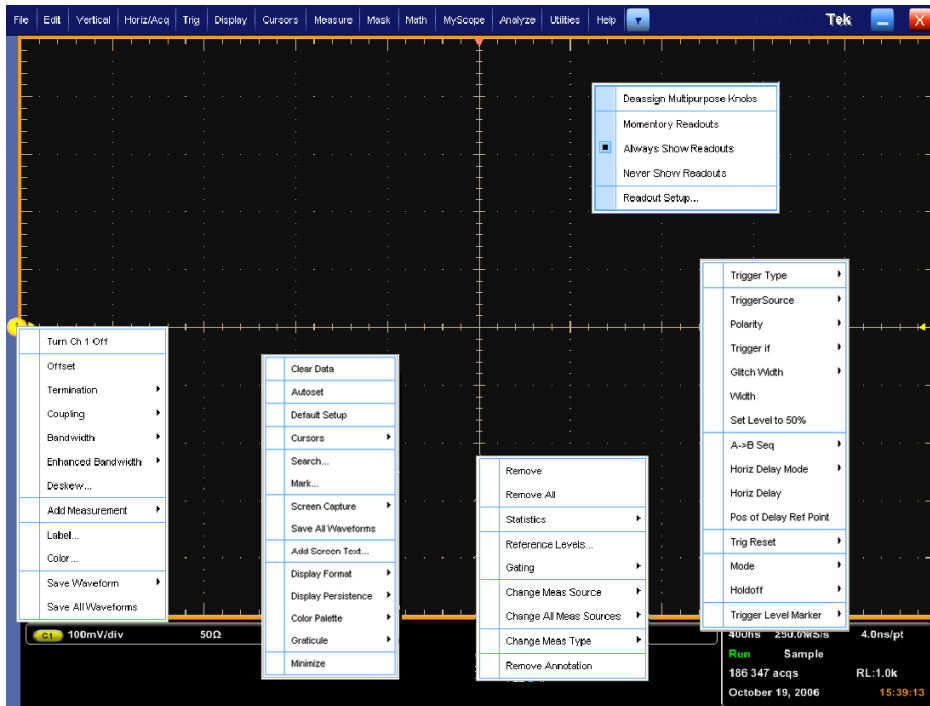 File Edit Vertical Horiz/Acq Trig Display Cursors Measure Mask Math MyScope Analyze Utilities Help Tek X
Deassign Multipurpose Knobs
Momentory Readouts
Always Show Readouts
Never Show Readouts
Readout Setup...
Trigger Type
TriggerSource
Polarity
Trigger if
Glitch Width
Width
Set Level to 50%
A->B Seq
Horiz Delay Mode
Horiz Delay
Pos of Delay Ref Point
Trig Reset
Mode
Holdoff
Trigger Level Marker
Turn Ch 1 Off
Offset
Termination
Coupling
Bandwidth
Enhanced Bandwidth
Deskew...
Add Measurement
Label...
Color...
Save Waveform
Save All Waveforms
Clear Data
Autoset
Default Setup
Cursors
Search...
Mark...
Screen Capture
Save All Waveforms
Add Screen Text...
Display Format
Display Persistence
Color Palette
Graticule
Minimize
Remove
Remove All
Statistics
Reference Levels...
Gating
Change Meas Source
Change All Meas Sources
Change Meas Type
Remove Annotation
C1 100mV/div 50Ω
400ns 250.0MS/s 4.0ns/pt
Run Sample
186 347 acqs RL:1.0k
October 19, 2006 15:39:13